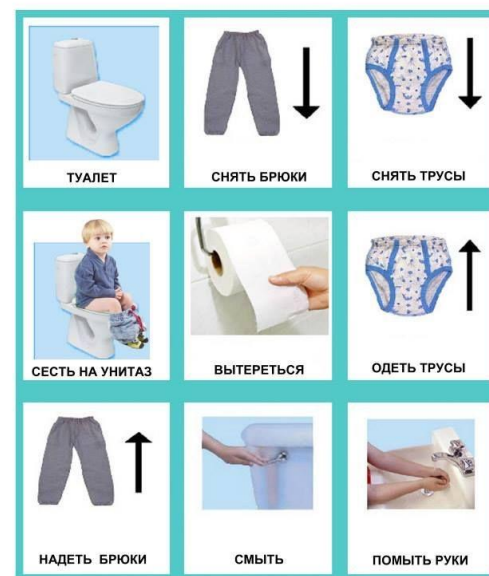 ТУАЛЕТ
СНЯТЬ БРЮКИ
СНЯТЬ ТРУСЫ
СЕСТЬ НА УНИТАЗ
ВЫТЕРЕТЬСЯ
ОДЕТЬ ТРУСЫ
НАДЕТЬ БРЮКИ
СМЫТЬ
ПОМЫТЬ РУКИ